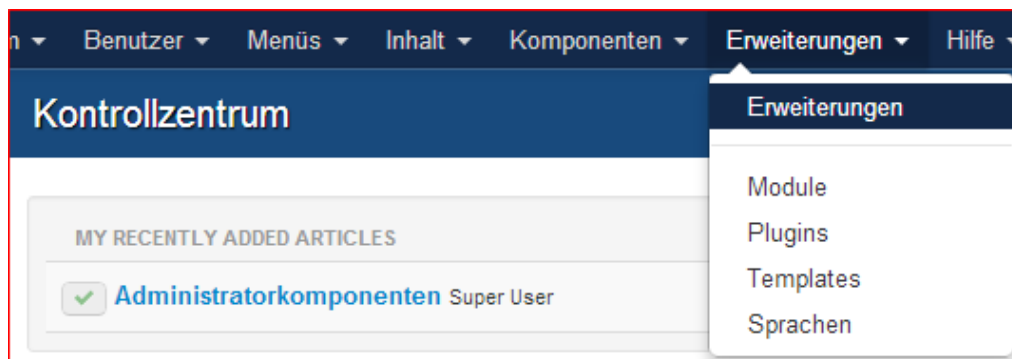 n Benutzer Menüs Inhalt Komponenten Erweiterungen Hilfe
Kontrollzentrum
Erweiterungen
Module
Plugins
Templates
Sprachen
MY RECENTLY ADDED ARTICLES
Administratorkomponenten Super User